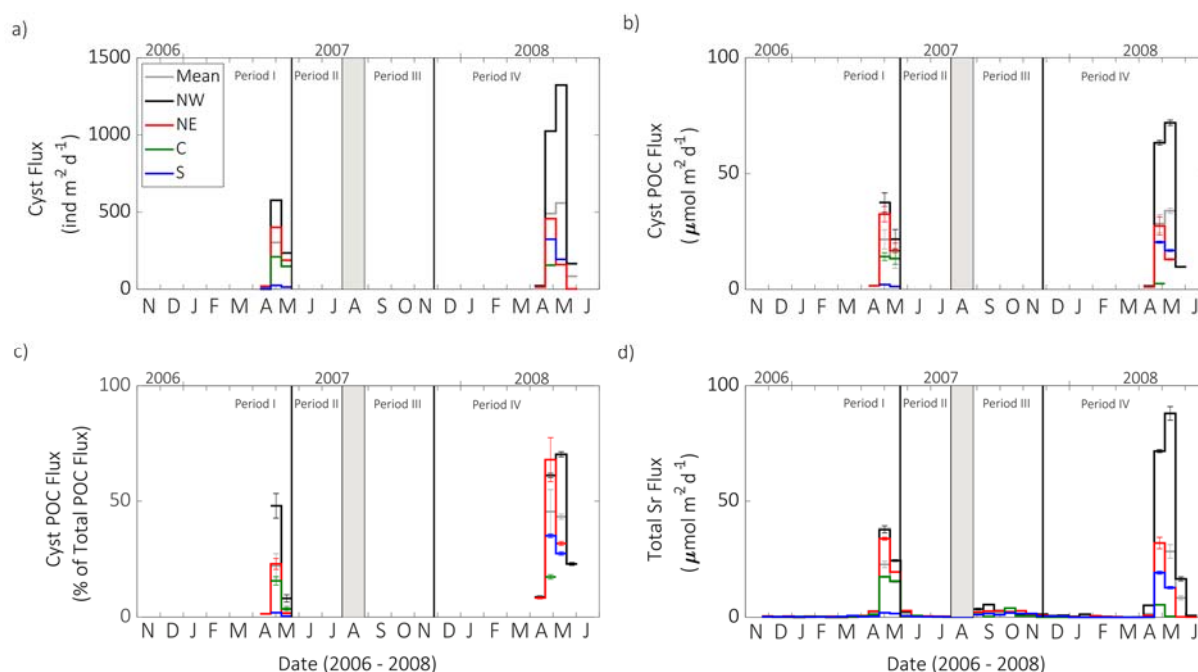 a)
2006 2007 2008
1500
1000
500
0
Cyst Flux
(ind m⁻² d⁻¹)
Period I Period II Period III Period IV
Mean
NW
NE
C
S
N D J F M A M J J A S O N D J F M A M J
b)
2006 2007 2008
100
50
0
Cyst POC Flux
(μmol m⁻² d⁻¹)
Period I Period II Period III Period IV
N D J F M A M J J A S O N D J F M A M J
c)
2006 2007 2008
100
50
0
Cyst POC Flux
(% of Total POC Flux)
Period I Period II Period III Period IV
N D J F M A M J J A S O N D J F M A M J
Date (2006 - 2008)
d)
2006 2007 2008
100
50
0
Total Sr Flux
(μmol m⁻² d⁻¹)
Period I Period II Period III Period IV
N D J F M A M J J A S O N D J F M A M J
Date (2006 - 2008)